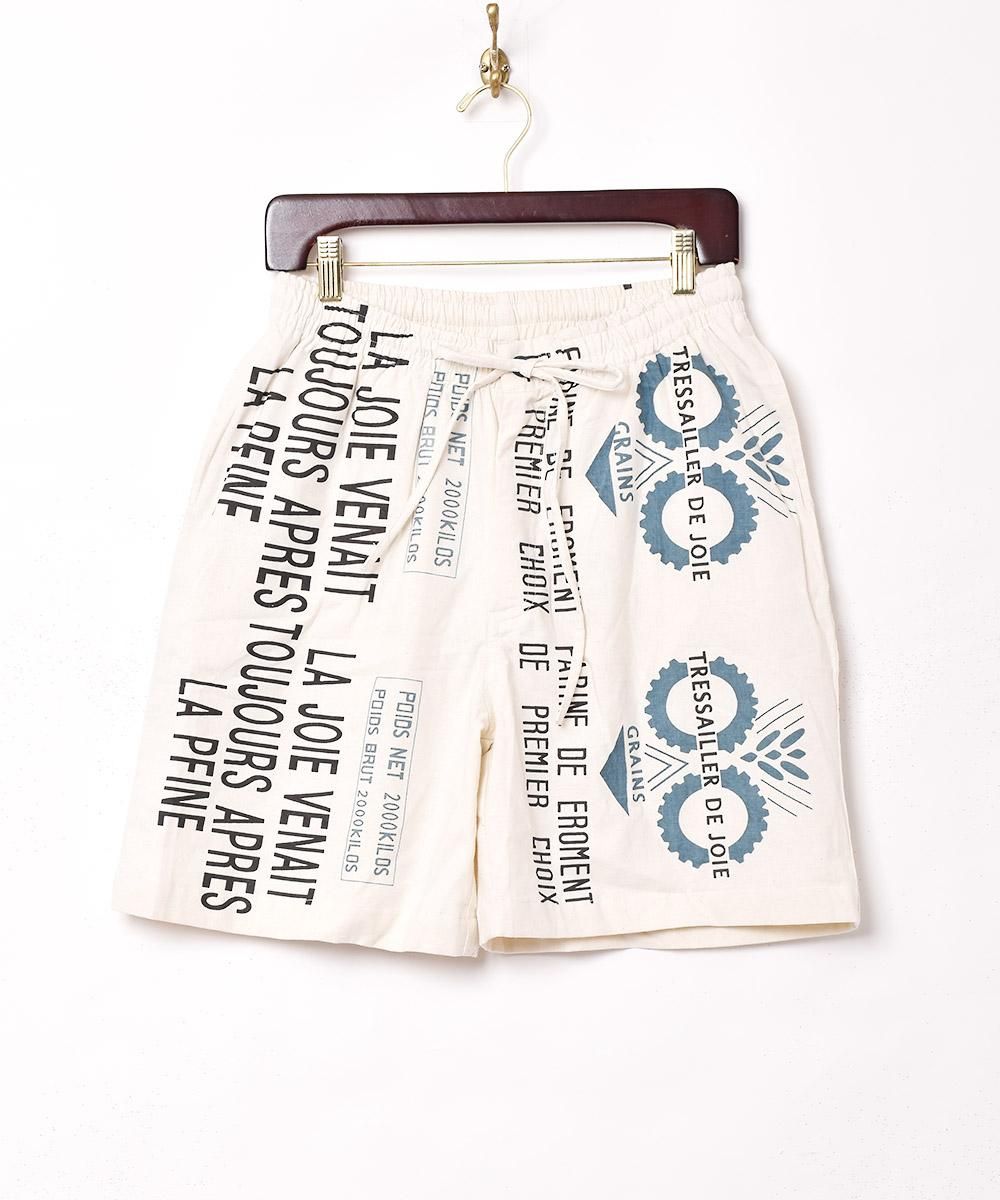 LA JOIE VENAIT
TOUJOURS APRES
LA PEINE
LA JOIE VENAIT
TOUJOURS APRES
LA PEINE
POIDS NET 2000KILOS
POIDS BRUT 2000KILOS
POIDS NET 2000KILOS
POIDS BRUT 2000KILOS
DE FROMENT
PREMIER CHOIX
FARINE DE FROMENT
DE PREMIER CHOIX
TRESSAILLER DE JOIE
GRAINS
TRESSAILLER DE JOIE
GRAINS